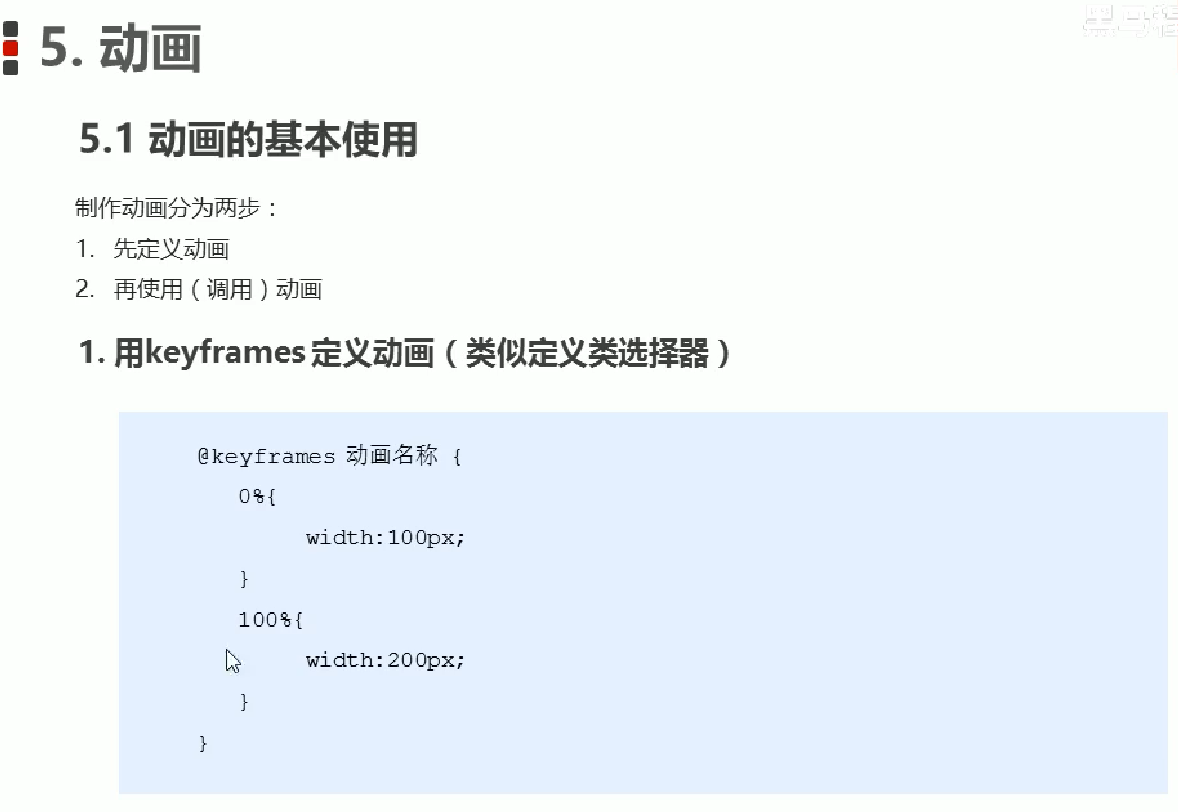 黑马程
5. 动画
5.1 动画的基本使用
制作动画分为两步：
1. 先定义动画
2. 再使用（调用）动画
1. 用keyframes 定义动画（类似定义类选择器）
@keyframes 动画名称 {
0%{
width:100px;
}
100%{
width:200px;
}
}